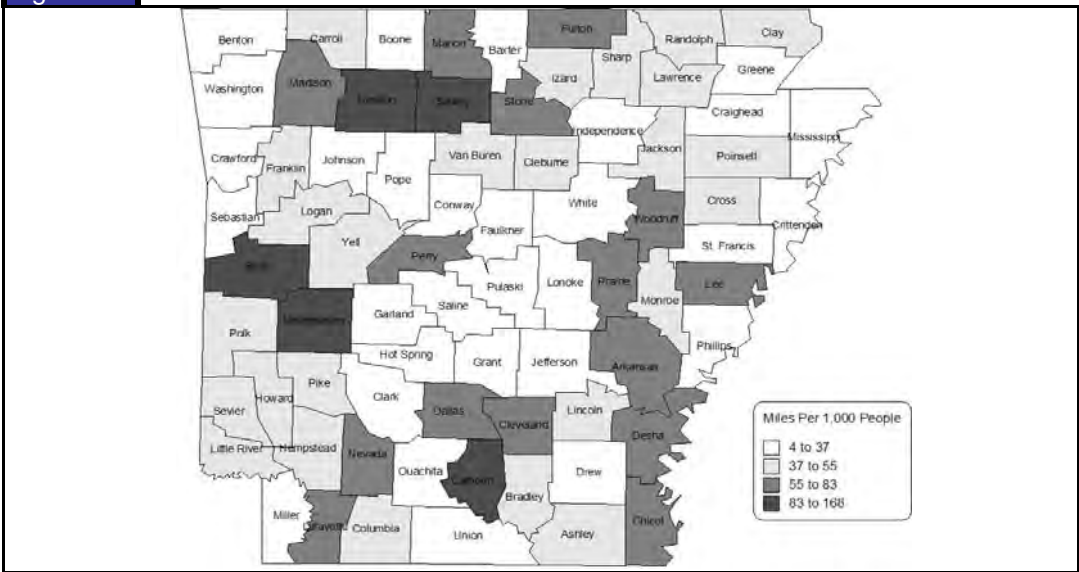 Benton
Carroll
Boone
Marion
Baxter
Fulton
Randolph
Clay
Sharp
Izard
Lawrence
Greene
Washington
Madison
Newton
Searcy
Stone
Craighead
Independence
Mississippi
Crawford
Franklin
Johnson
Pope
Van Buren
Cleburne
Jackson
Poinsett
Sebastian
Logan
Conway
White
Woodruff
Cross
Crittenden
Yell
Faulkner
St. Francis
Perry
Scott
Pulaski
Lonoke
Prairie
Monroe
Lee
Saline
Garland
Montgomery
Polk
Phillips
Hot Spring
Grant
Jefferson
Arkansas
Pike
Clark
Howard
Sevier
Dallas
Cleveland
Lincoln
Desha
Little River
Hempstead
Nevada
Ouachita
Calhoun
Drew
Bradley
Miller
Lafayette
Columbia
Union
Ashley
Chicot
Miles Per 1,000 People
4 to 37
37 to 55
55 to 83
83 to 168